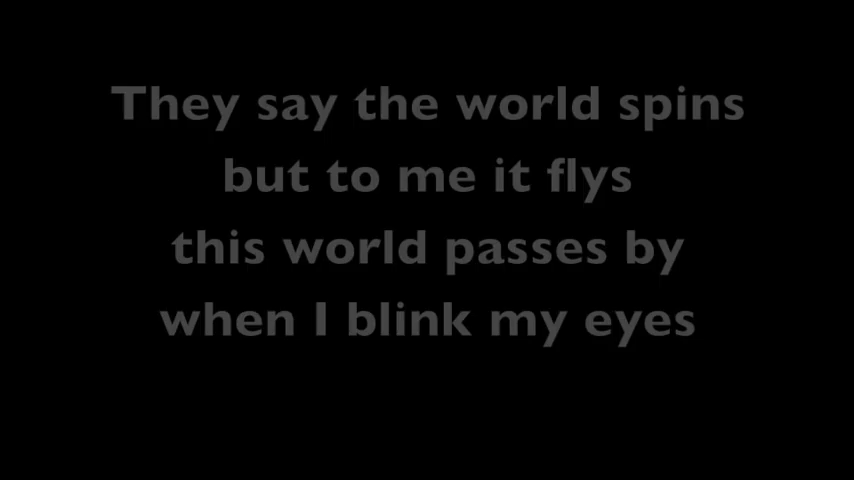 They say the world spins
but to me it flys
this world passes by
when I blink my eyes